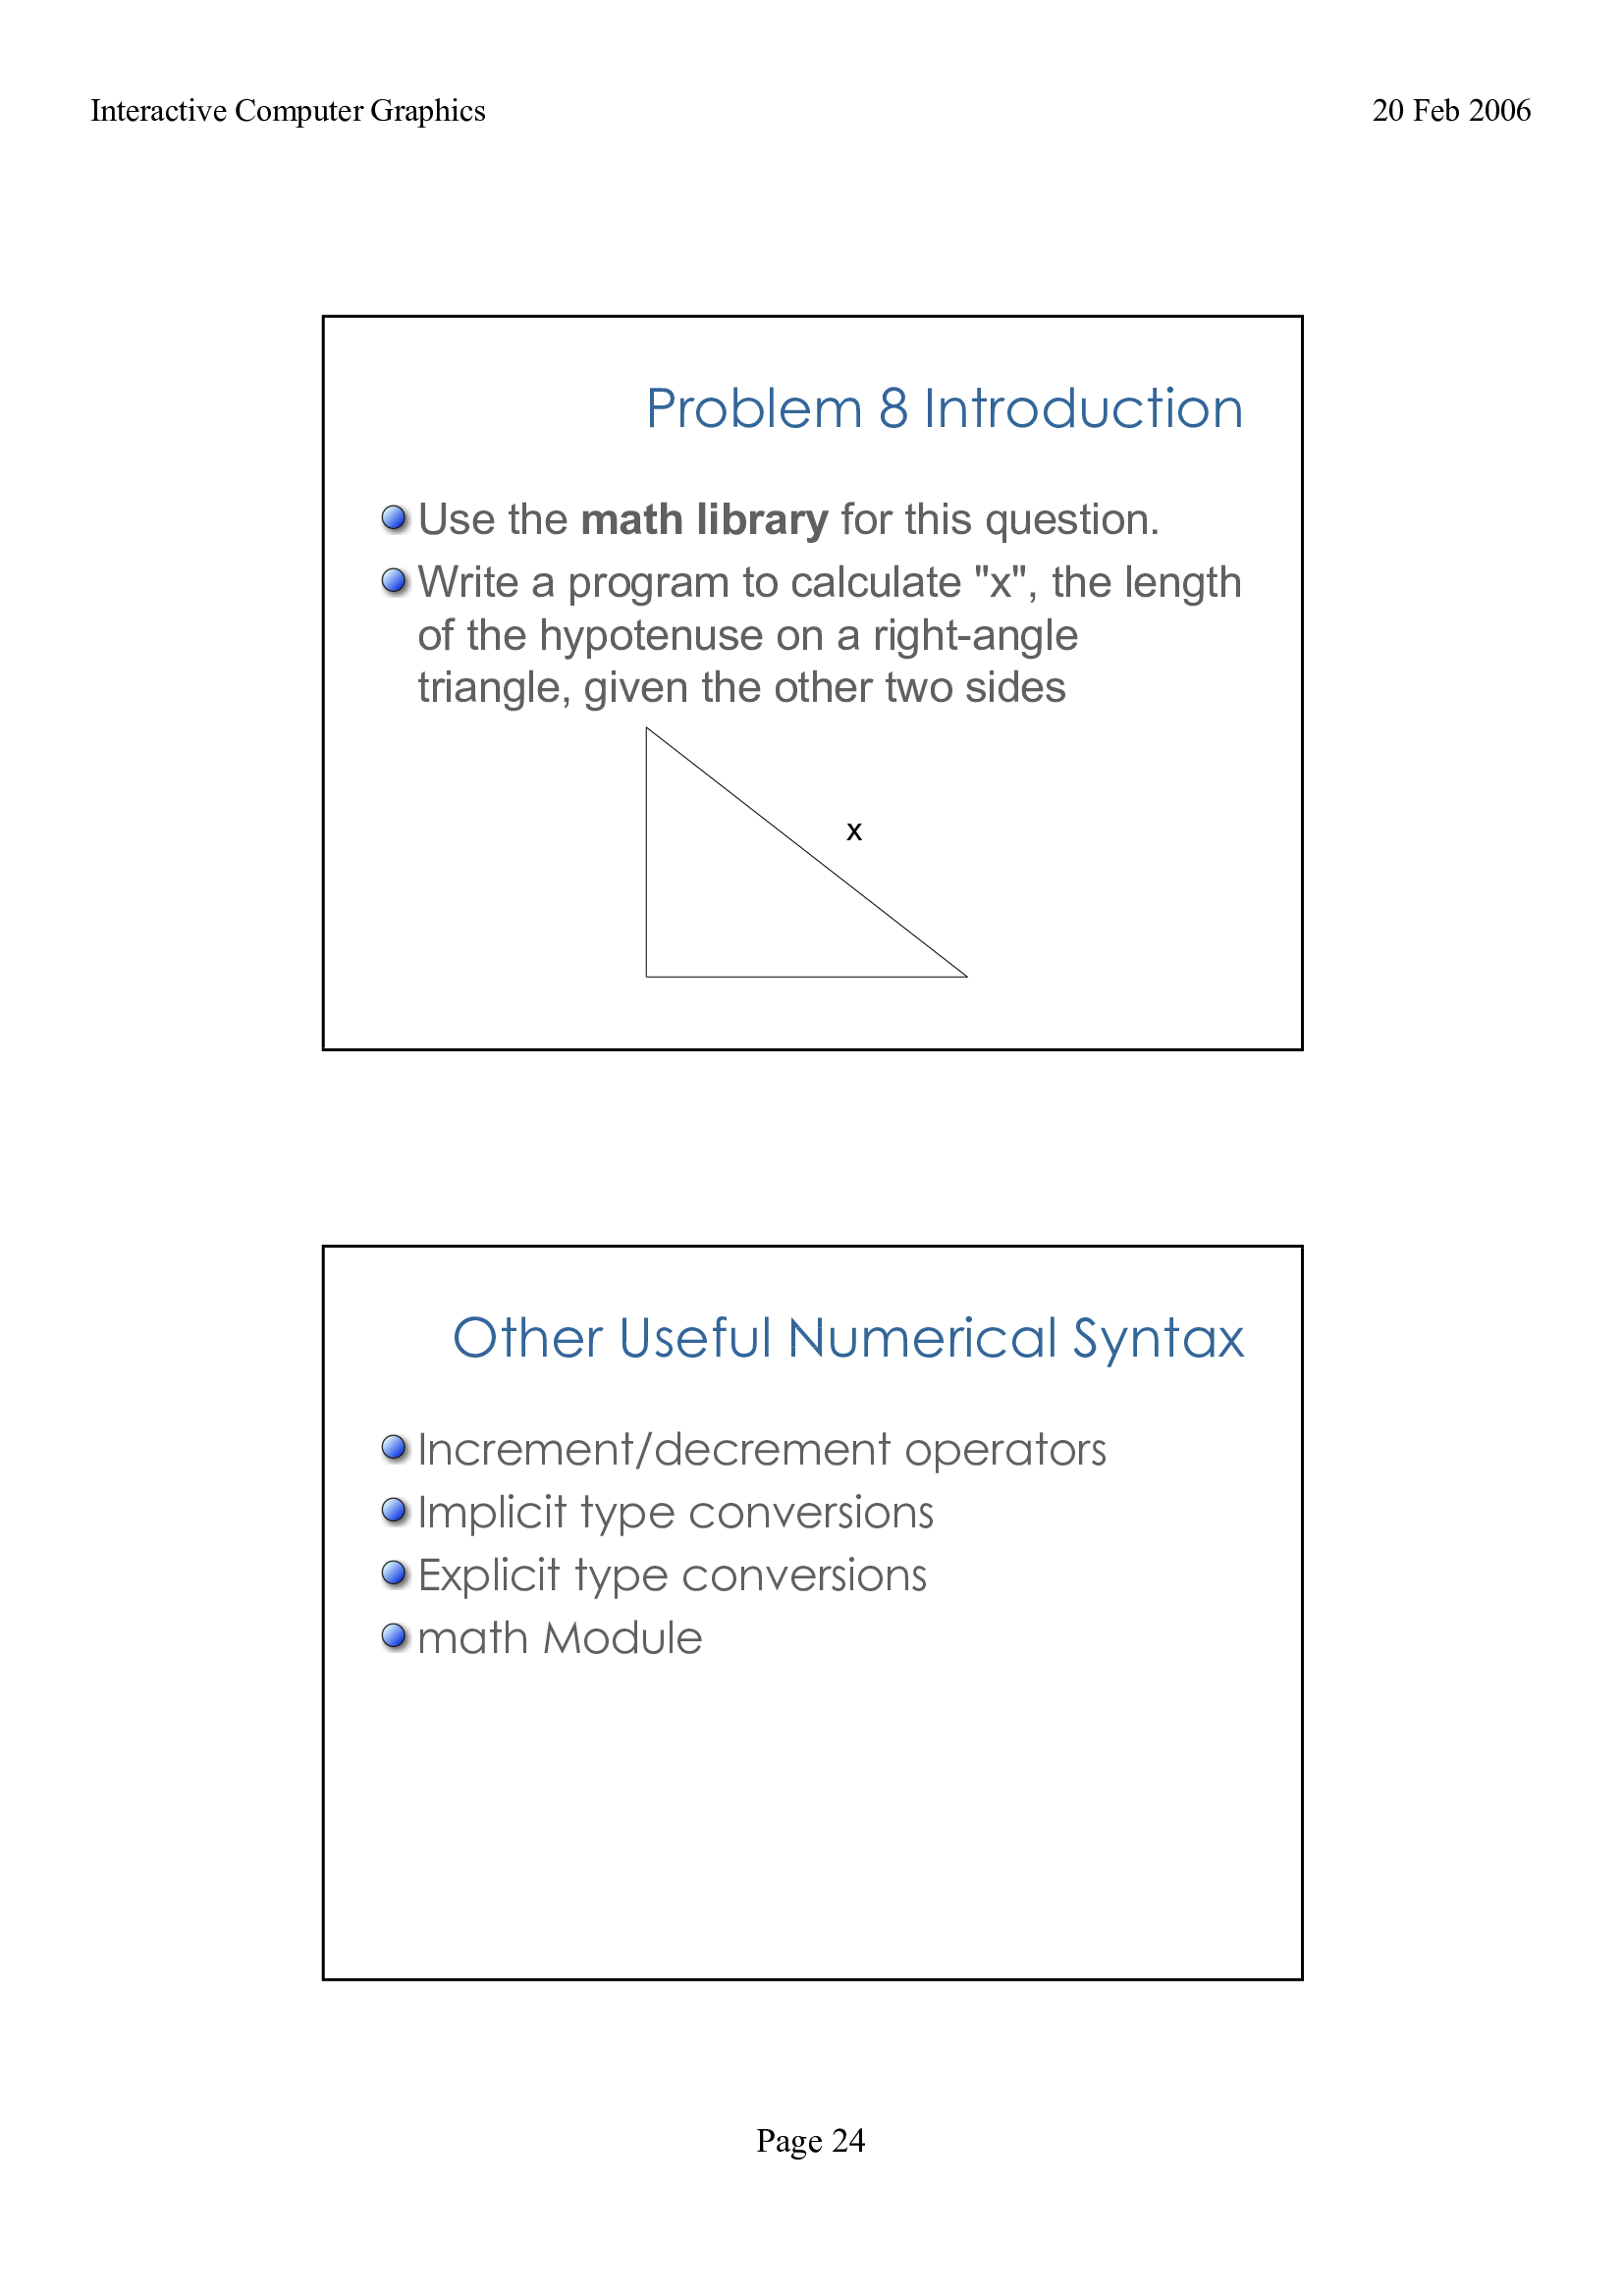 Interactive Computer Graphics 20 Feb 2006
Problem 8 Introduction
Use the math library for this question.
Write a program to calculate "x", the length
of the hypotenuse on a right-angle
triangle, given the other two sides
x
Other Useful Numerical Syntax
Increment/decrement operators
Implicit type conversions
Explicit type conversions
math Module
Page 24